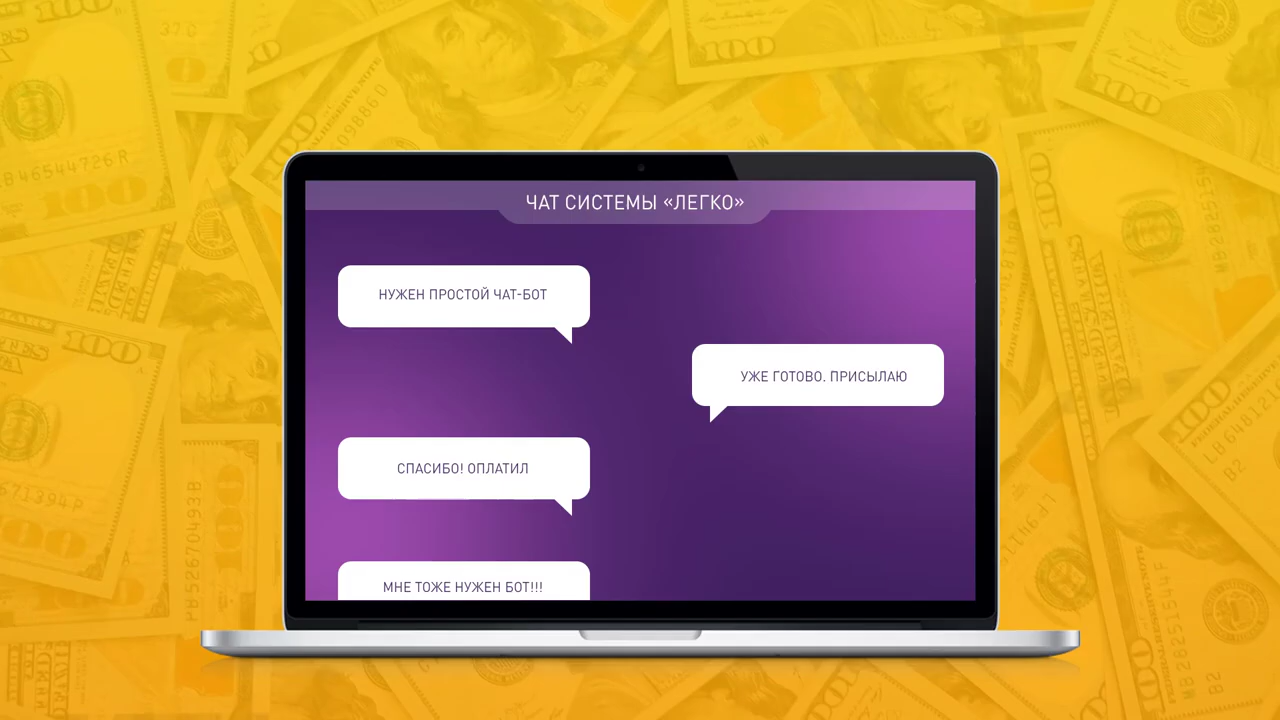 ЧАТ СИСТЕМЫ «ЛЕГКО»
НУЖЕН ПРОСТОЙ ЧАТ-БОТ
УЖЕ ГОТОВО. ПРИСЫЛАЮ
СПАСИБО! ОПЛАТИЛ
МНЕ ТОЖЕ НУЖЕН БОТ!!!